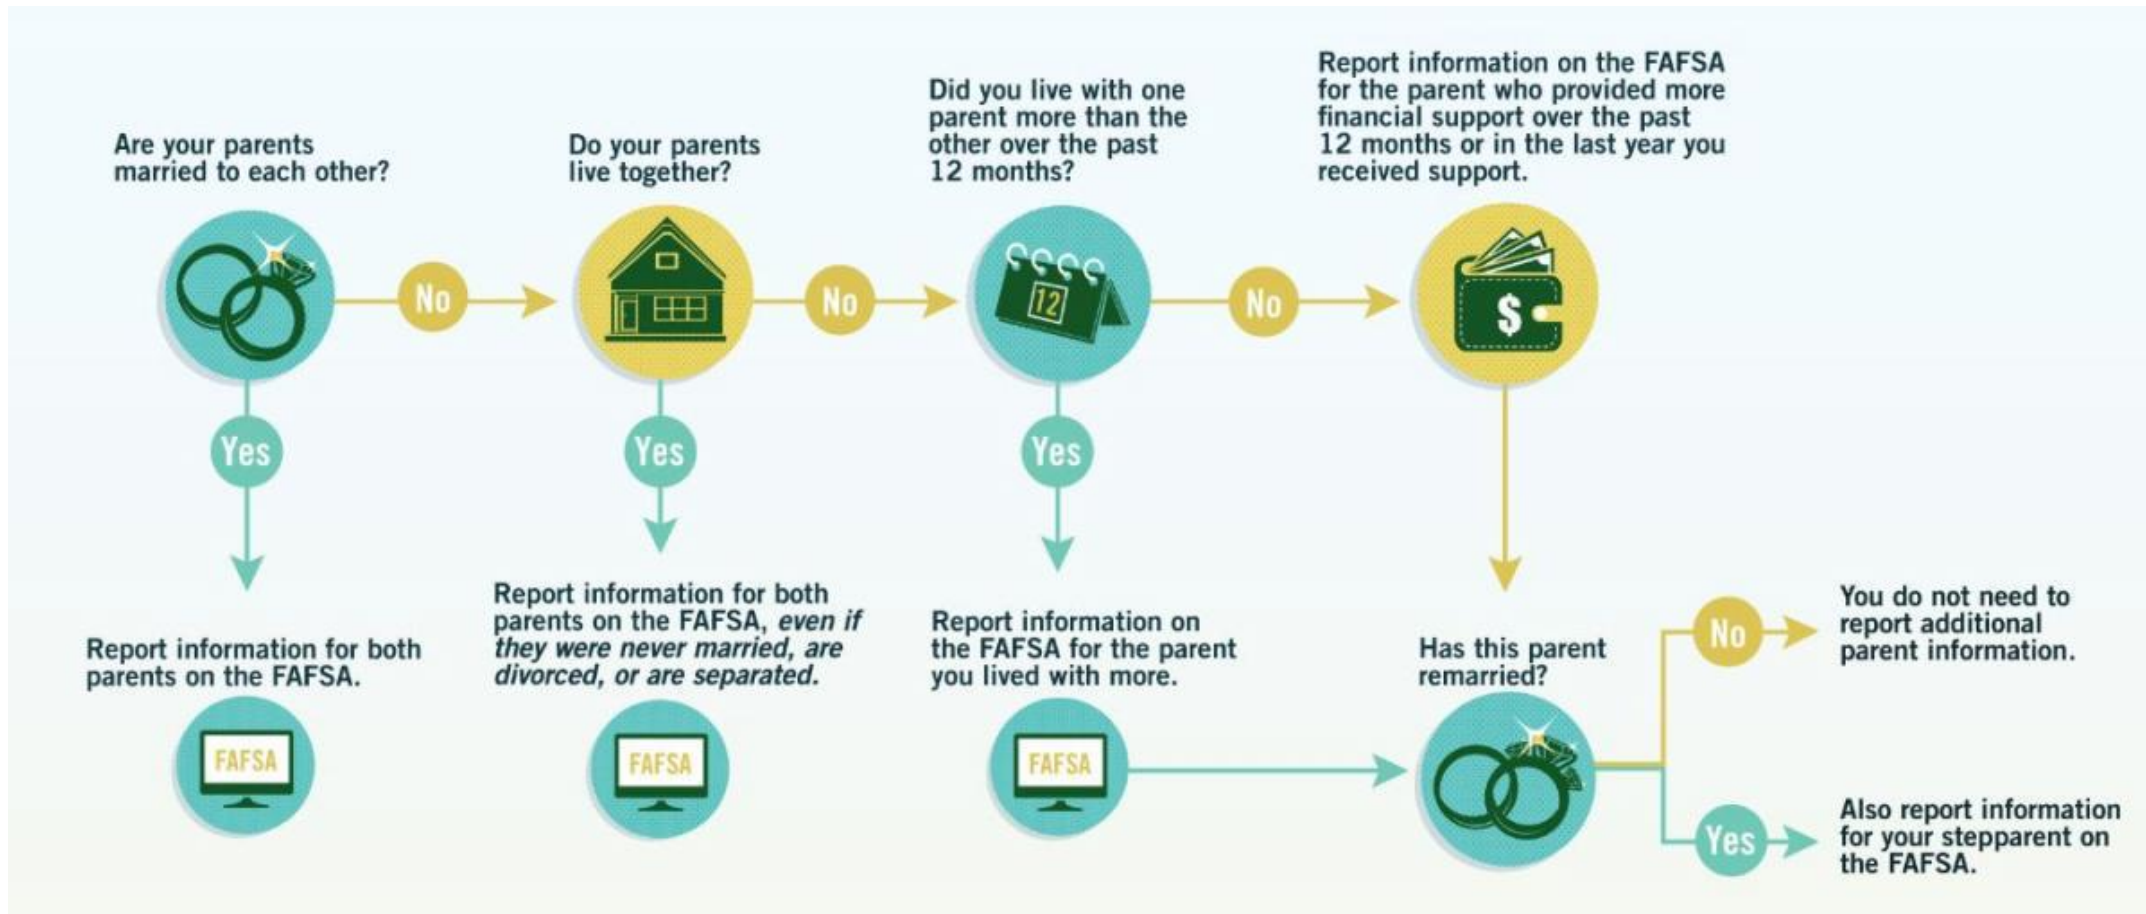 Are your parents
married to each other?
No
Yes
Report information for both
parents on the FAFSA.
FAFSA
Do your parents
live together?
No
Yes
Report information for both
parents on the FAFSA, even if
they were never married, are
divorced, or are separated.
FAFSA
Did you live with one
parent more than the
other over the past
12 months?
12
No
Yes
Report information on
the FAFSA for the parent
you lived with more.
FAFSA
Report information on the FAFSA
for the parent who provided more
financial support over the past
12 months or in the last year you
received support.
$
Has this parent
remarried?
No
You do not need to
report additional
parent information.
Yes
Also report information
for your stepparent on
the FAFSA.